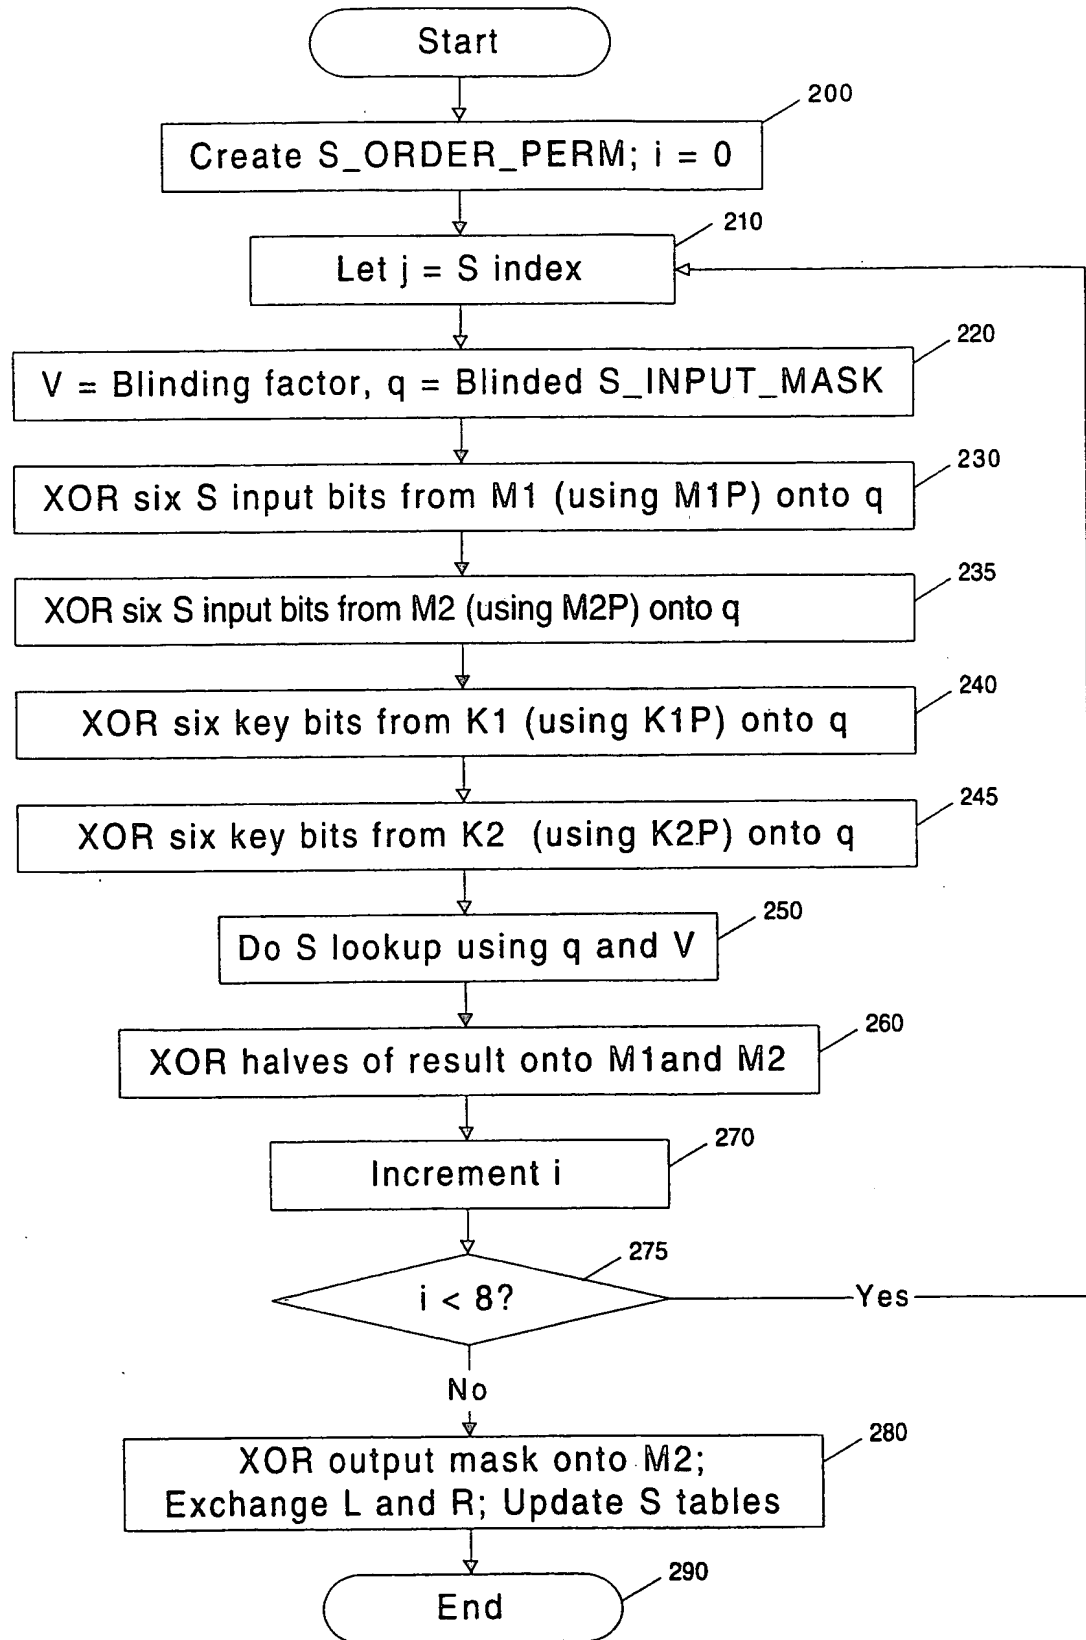 Start
200
Create S_ORDER_PERM; i = 0
210
Let j = S index
220
V = Blinding factor, q = Blinded S_INPUT_MASK
230
XOR six S input bits from M1 (using M1P) onto q
235
XOR six S input bits from M2 (using M2P) onto q
240
XOR six key bits from K1 (using K1P) onto q
245
XOR six key bits from K2 (using K2P) onto q
250
Do S lookup using q and V
260
XOR halves of result onto M1and M2
270
Increment i
275
i < 8?
Yes
No
280
XOR output mask onto M2;
Exchange L and R; Update S tables
290
End